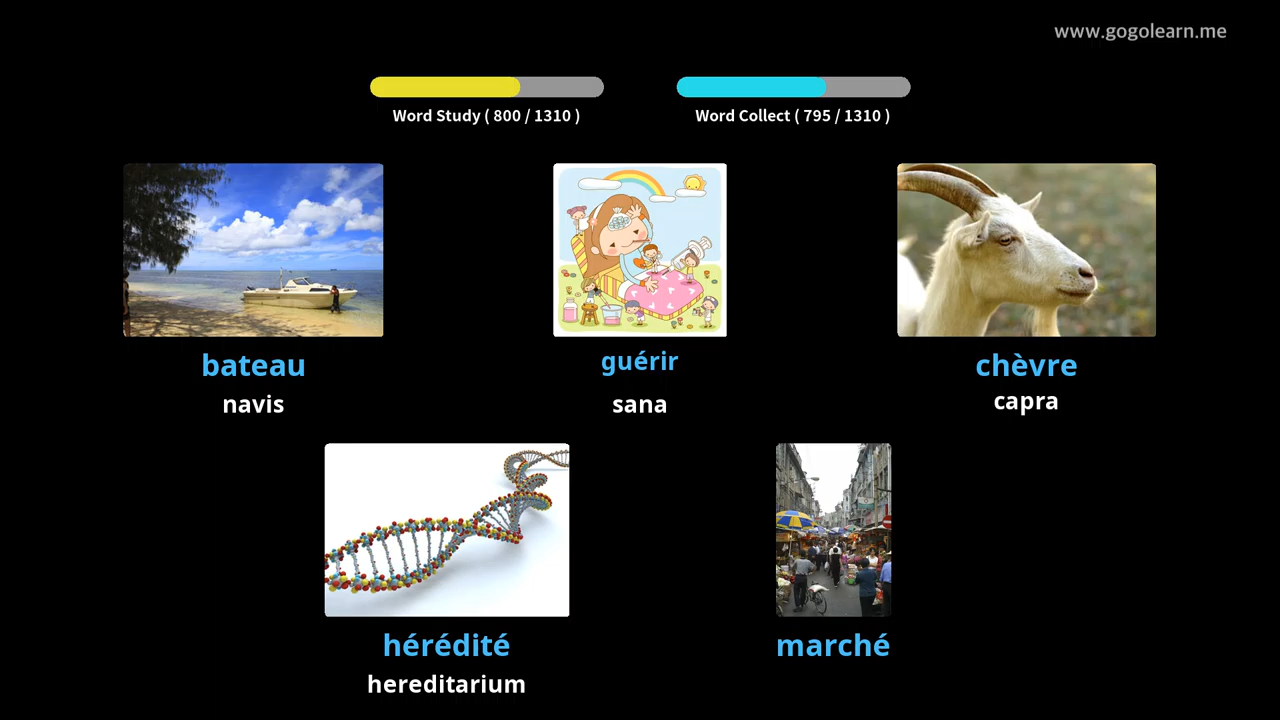 www.gogolearn.me
Word Study ( 800 / 1310 )
Word Collect ( 795 / 1310 )
bateau
navis
guérir
sana
chèvre
capra
hérédité
hereditarium
marché